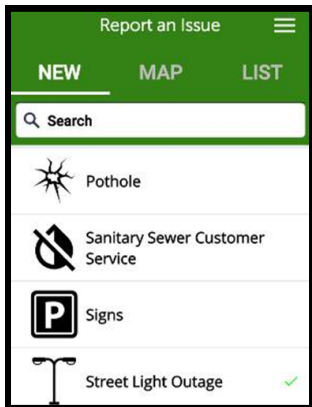 Report an Issue
NEW MAP LIST
Search
Pothole
Sanitary Sewer Customer
Service
P
Signs
Street Light Outage